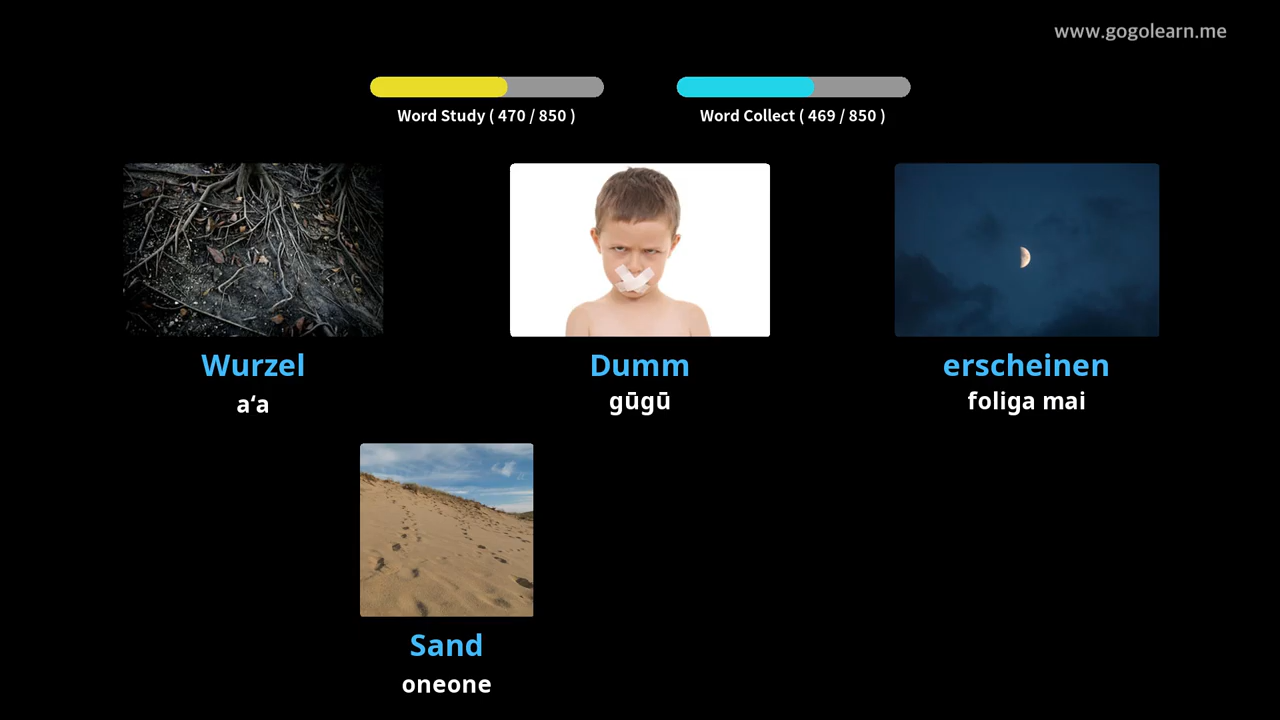 www.gogolearn.me
Word Study ( 470 / 850 )
Word Collect ( 469 / 850 )
Wurzel
a‘a
Dumm
gūgū
erscheinen
foliga mai
Sand
oneone